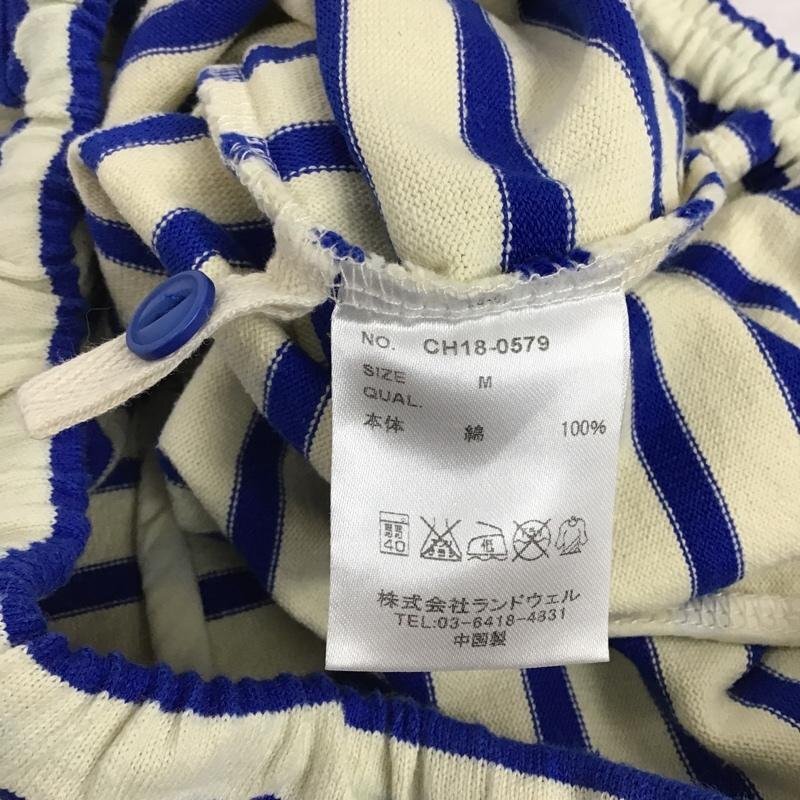 NO. CH18-0579
SIZE M
QUAL.
本体 綿 100%
40
低
株式会社ランドウェル
TEL:03-6418-4831
中国製